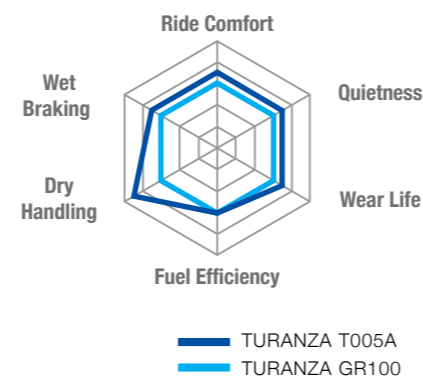 Ride Comfort
Wet
Braking
Quietness
Dry
Handling
Wear Life
Fuel Efficiency
TURANZA T005A
TURANZA GR100